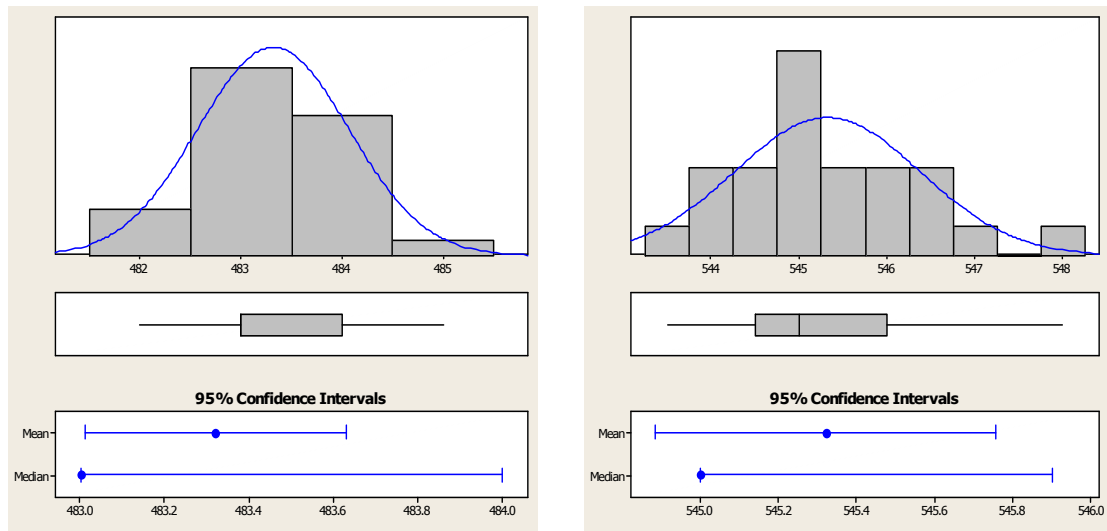 482 483 484 485
544 545 546 547 548
95% Confidence Intervals
95% Confidence Intervals
Mean
Median
Mean
Median
483.0 483.2 483.4 483.6 483.8 484.0
545.0 545.2 545.4 545.6 545.8 546.0